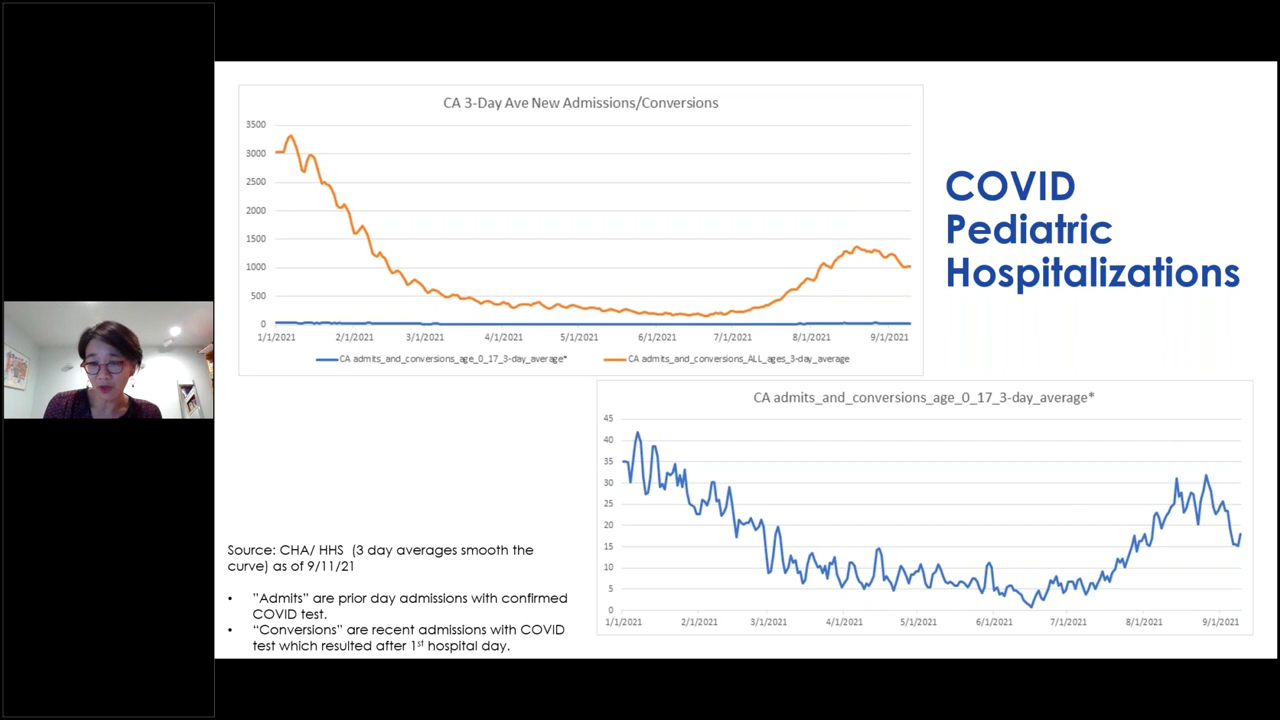 CA 3-Day Ave New Admissions/Conversions
3500
3000
2500
2000
1500
1000
500
0
1/1/2021 2/1/2021 3/1/2021 4/1/2021 5/1/2021 6/1/2021 7/1/2021 8/1/2021 9/1/2021
CA admits_and_conversions_age_0_17_3-day_average* CA admits_and_conversions_ALL_ages_3-day_average
COVID
Pediatric
Hospitalizations
CA admits_and_conversions_age_0_17_3-day_average*
45
40
35
30
25
20
15
10
5
0
1/1/2021 2/1/2021 3/1/2021 4/1/2021 5/1/2021 6/1/2021 7/1/2021 8/1/2021 9/1/2021
Source: CHA/ HHS (3 day averages smooth the
curve) as of 9/11/21
• ”Admits” are prior day admissions with confirmed
COVID test.
• “Conversions” are recent admissions with COVID
test which resulted after 1st hospital day.